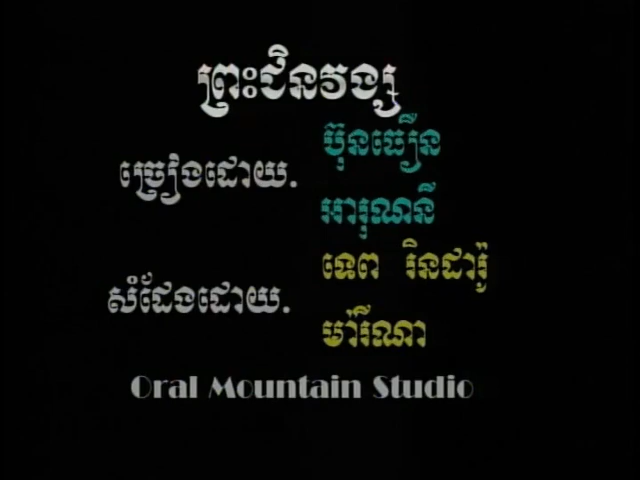 ព្រះជិនវង្ស
ច្រៀងដោយ.
ប៊ុនធឿន
អារុណនី
សំដែងដោយ.
ទេព រិនដារ៉ូ
ម៉ារីណា
Oral Mountain Studio